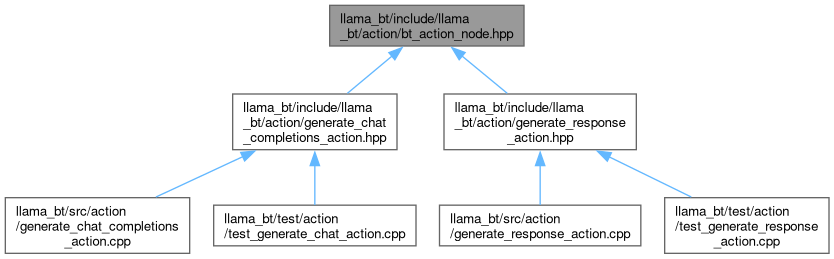 llama_bt/include/llama
_bt/action/bt_action_node.hpp
llama_bt/include/llama
_bt/action/generate_chat
_completions_action.hpp
llama_bt/include/llama
_bt/action/generate_response
_action.hpp
llama_bt/src/action
/generate_chat_completions
_action.cpp
llama_bt/test/action
/test_generate_chat_action.cpp
llama_bt/src/action
/generate_response_action.cpp
llama_bt/test/action
/test_generate_response
_action.cpp